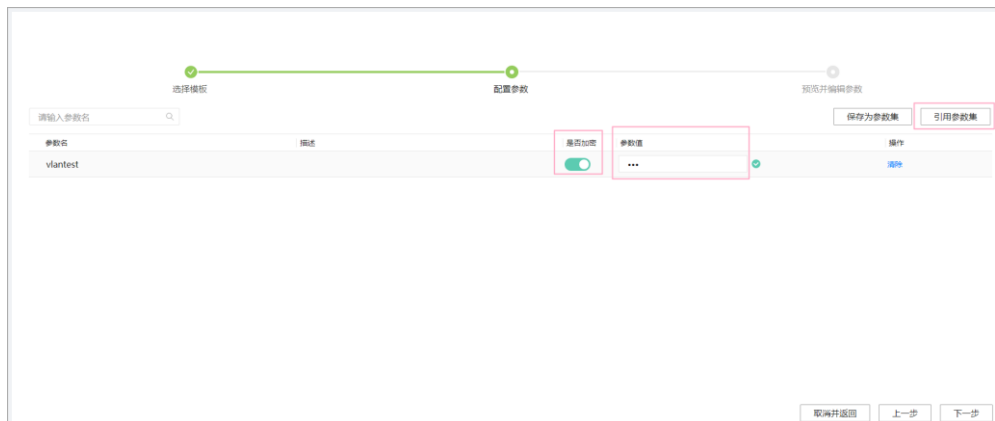 选择模板 配置参数 预览并编辑参数
请输入参数名 保存为参数集 引用参数集
参数名 描述 是否加密 参数值 操作
vlantest ••• 清除
取消并返回 上一步 下一步